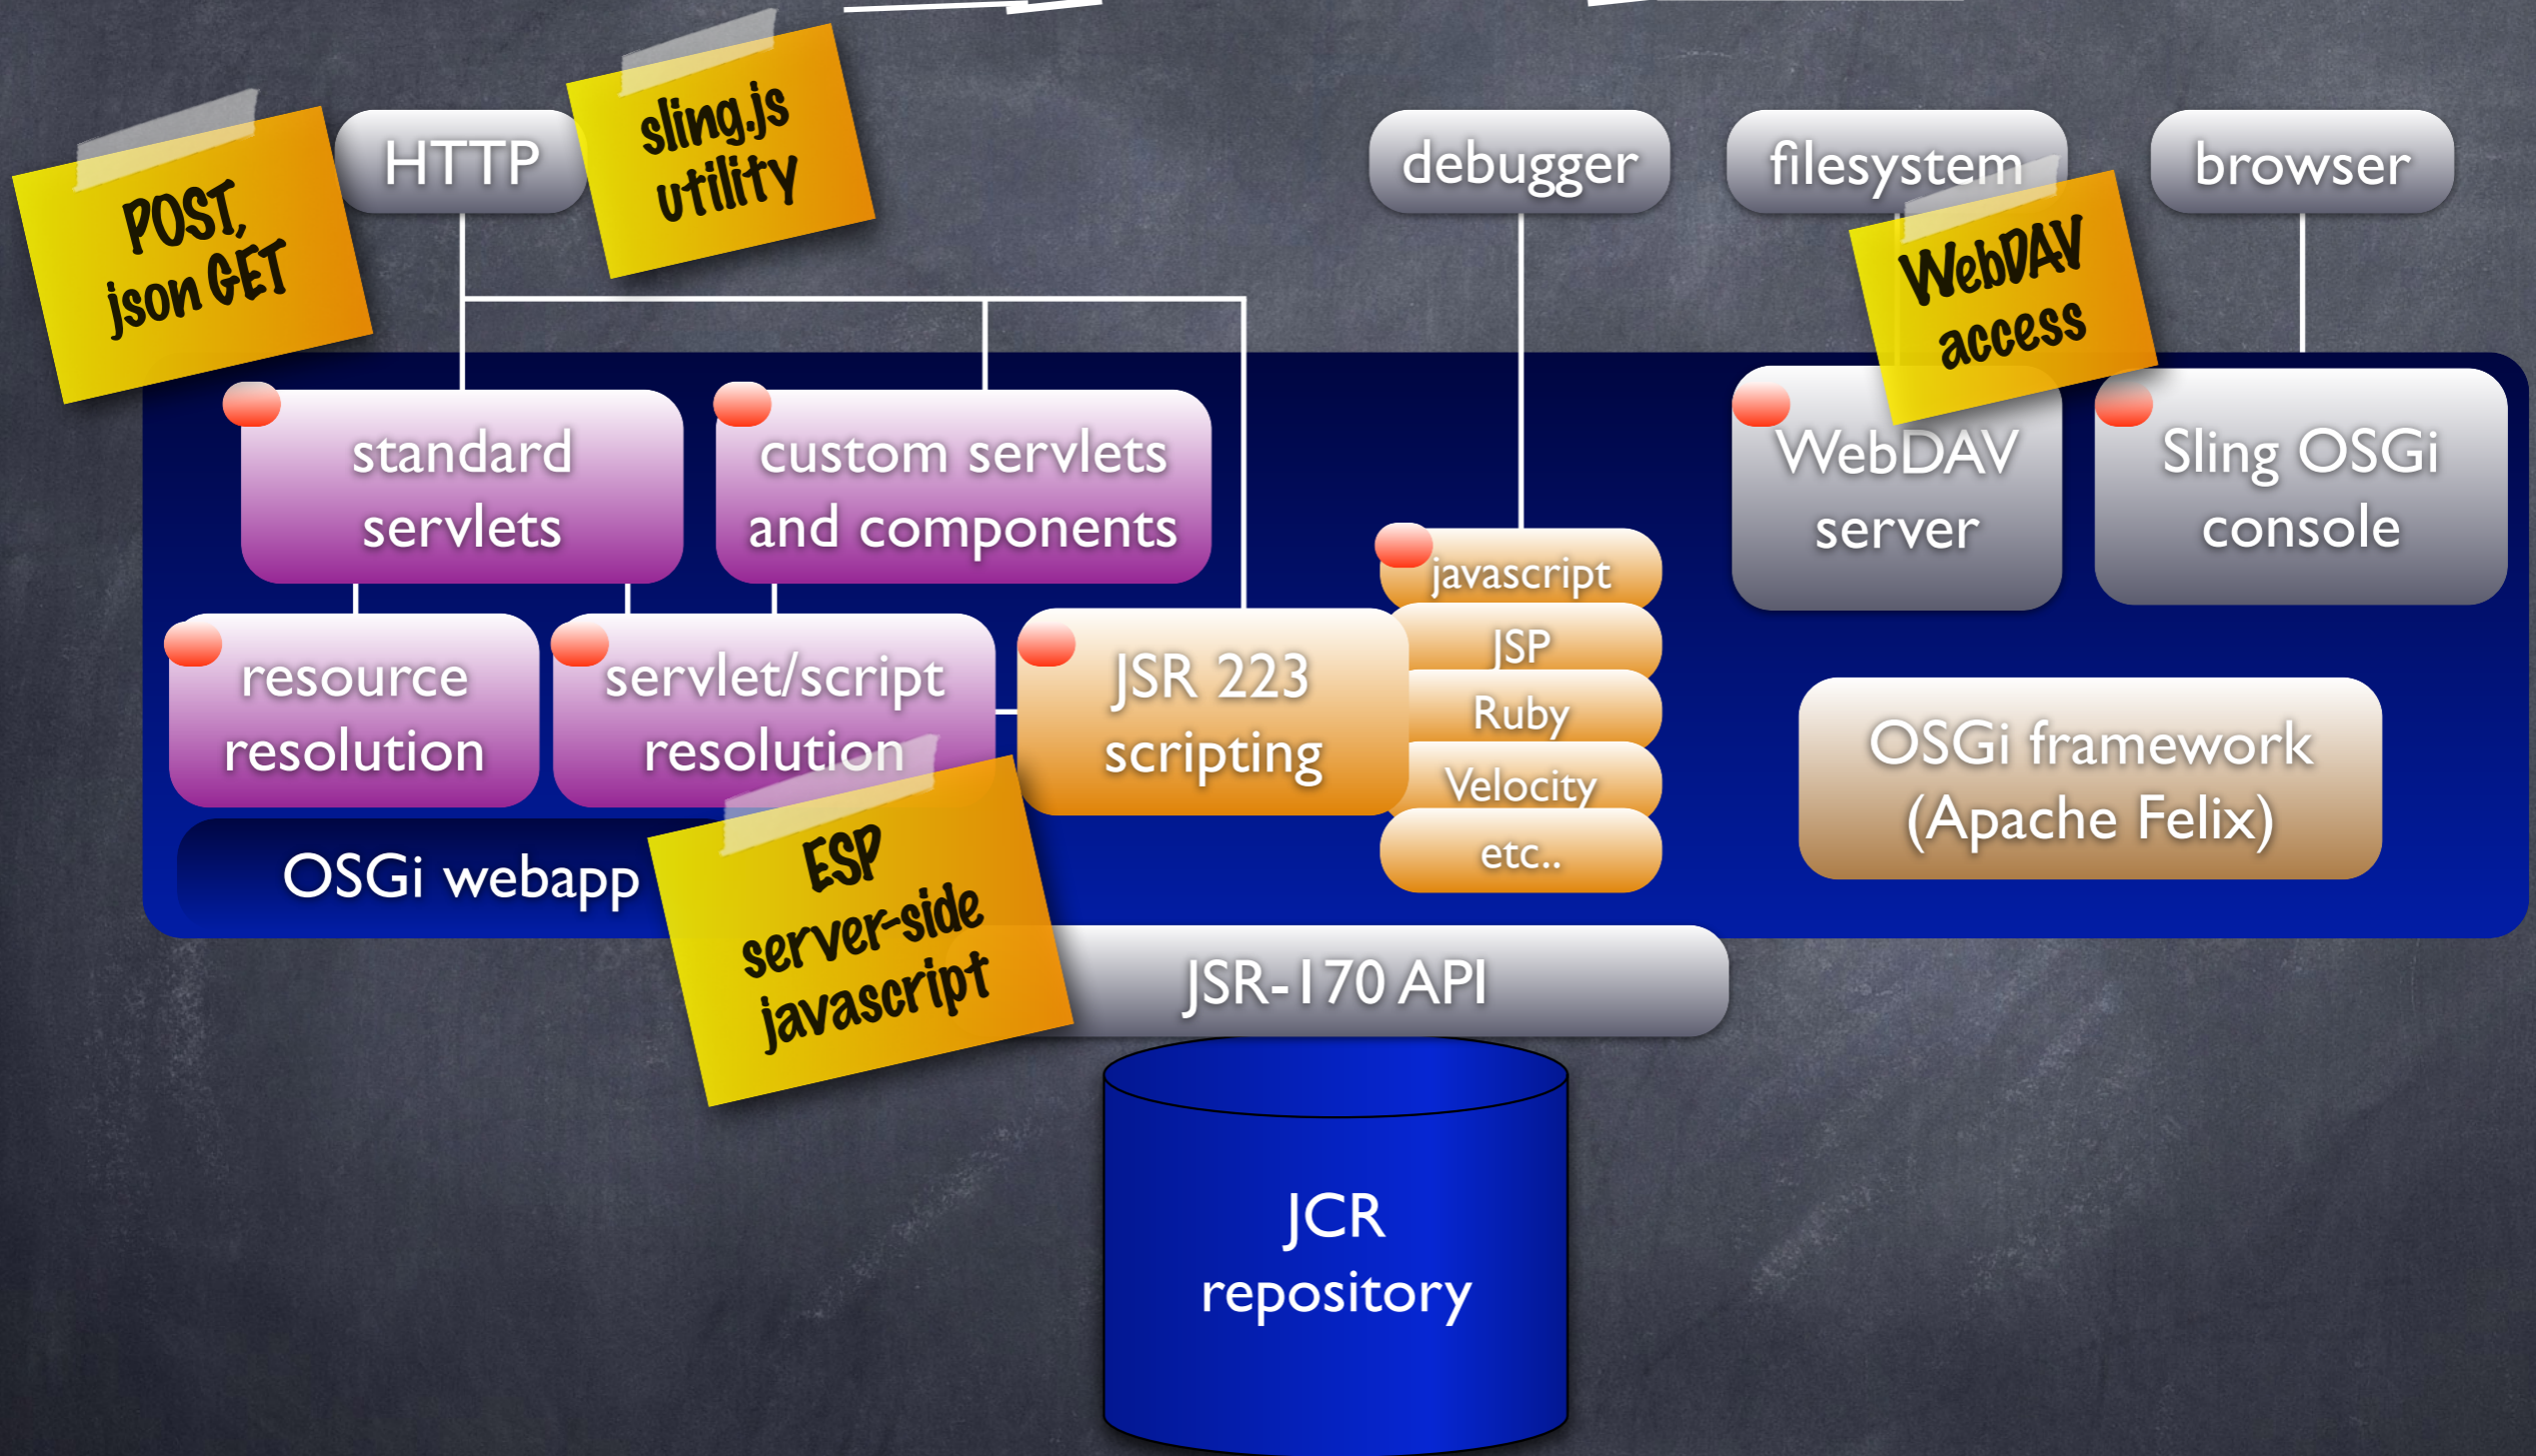 POST,
json GET
HTTP
sling.js
utility
debugger
filesystem
browser
WebDAV
access
standard
servlets
custom servlets
and components
WebDAV
server
Sling OSGi
console
javascript
JSP
Ruby
Velocity
etc..
resource
resolution
servlet/script
resolution
JSR 223
scripting
OSGi framework
(Apache Felix)
OSGi webapp
ESP
server-side
javascript
JSR-170 API
JCR
repository